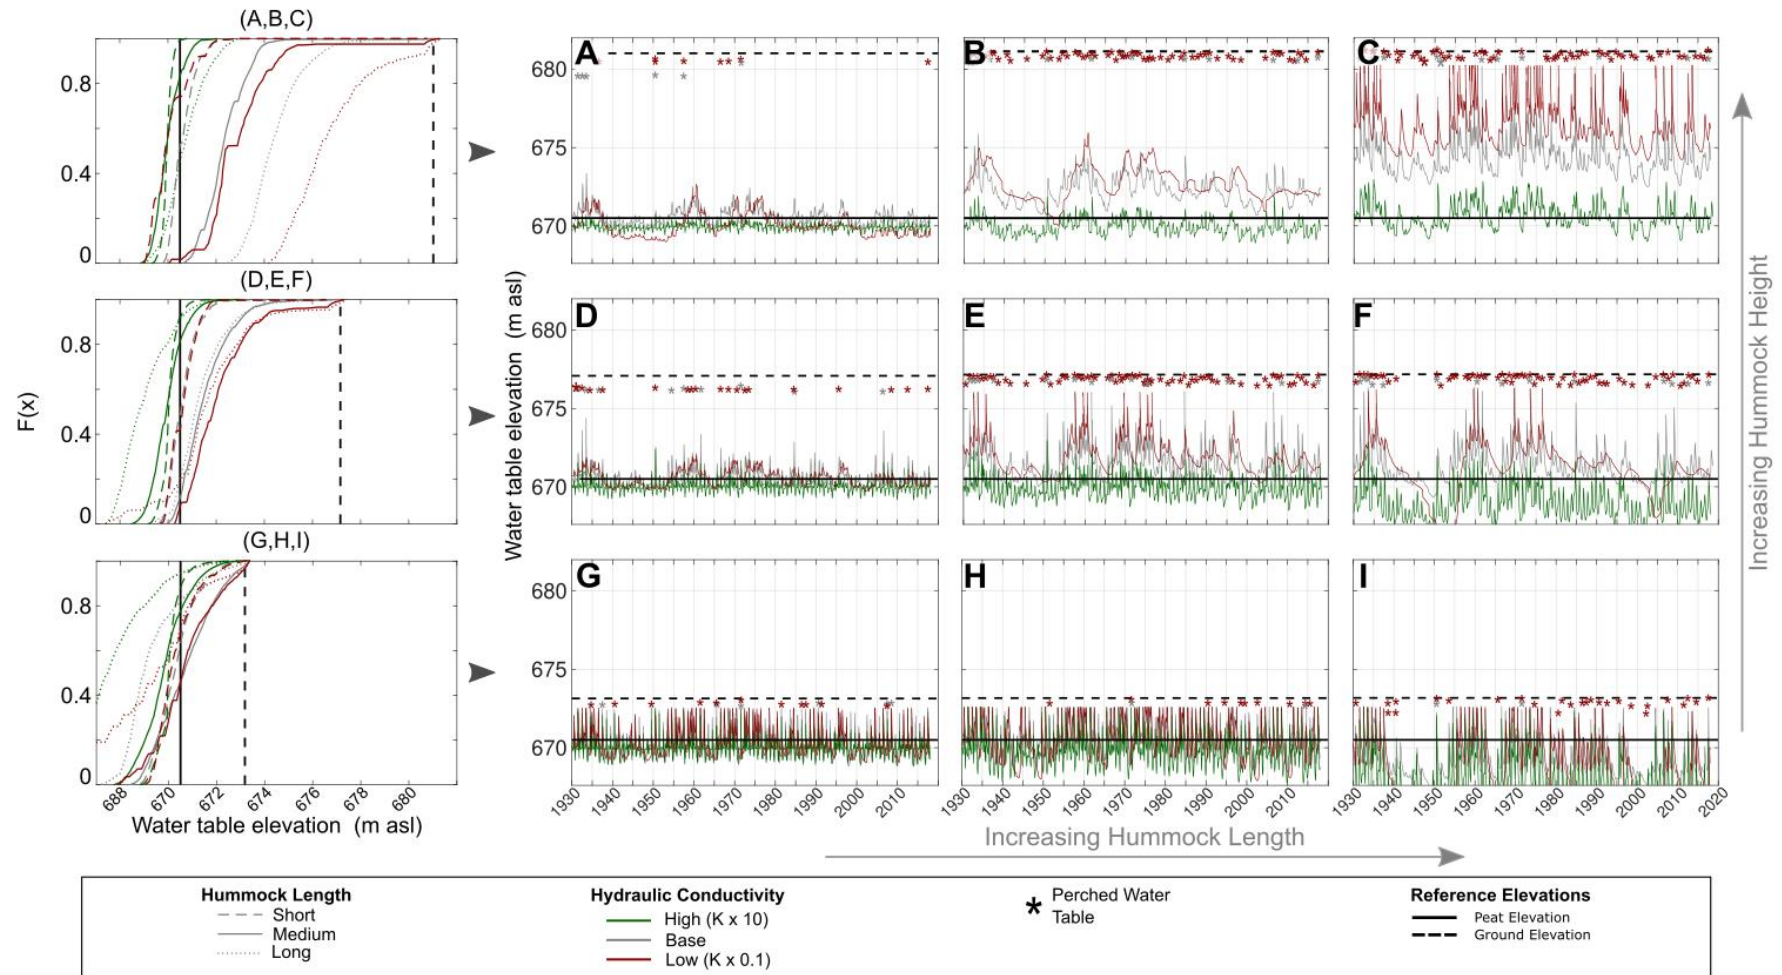 (A,B,C)
0.8
0.4
0
(D,E,F)
0.8
0.4
0
(G,H,I)
0.8
0.4
0
688
670
672
674
676
678
680
Water table elevation (m asl)
F(x)
Water table elevation (m asl)
A
B
C
680
675
670
D
E
F
680
675
670
G
H
I
680
675
670
1930
1940
1950
1960
1970
1980
1990
2000
2010
1930
1940
1950
1960
1970
1980
1990
2000
2010
1930
1940
1950
1960
1970
1980
1990
2000
2010
2020
Increasing Hummock Length
Increasing Hummock Height
Hummock Length
Short
Medium
Long
Hydraulic Conductivity
High (K x 10)
Base
Low (K x 0.1)
* Perched Water
Table
Reference Elevations
Peat Elevation
Ground Elevation